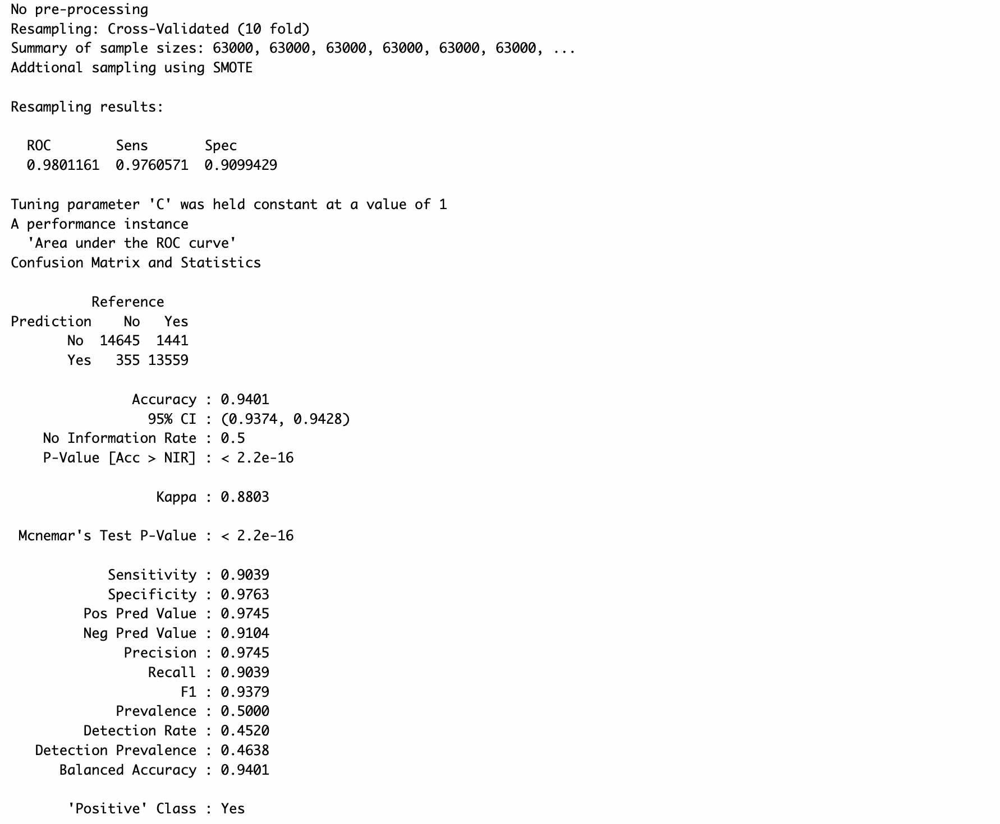 No pre-processing
Resampling: Cross-Validated (10 fold)
Summary of sample sizes: 63000, 63000, 63000, 63000, 63000, 63000, ...
Addtional sampling using SMOTE

Resampling results:

  ROC        Sens       Spec
  0.9801161  0.9760571  0.9099429

Tuning parameter 'C' was held constant at a value of 1
A performance instance
  'Area under the ROC curve'
Confusion Matrix and Statistics

          Reference
Prediction    No   Yes
       No  14645  1441
       Yes   355 13559

               Accuracy : 0.9401
                 95% CI : (0.9374, 0.9428)
    No Information Rate : 0.5
    P-Value [Acc > NIR] : < 2.2e-16

                  Kappa : 0.8803

 Mcnemar's Test P-Value : < 2.2e-16

            Sensitivity : 0.9039
            Specificity : 0.9763
         Pos Pred Value : 0.9745
         Neg Pred Value : 0.9104
              Precision : 0.9745
                 Recall : 0.9039
                     F1 : 0.9379
             Prevalence : 0.5000
         Detection Rate : 0.4520
   Detection Prevalence : 0.4638
      Balanced Accuracy : 0.9401

       'Positive' Class : Yes